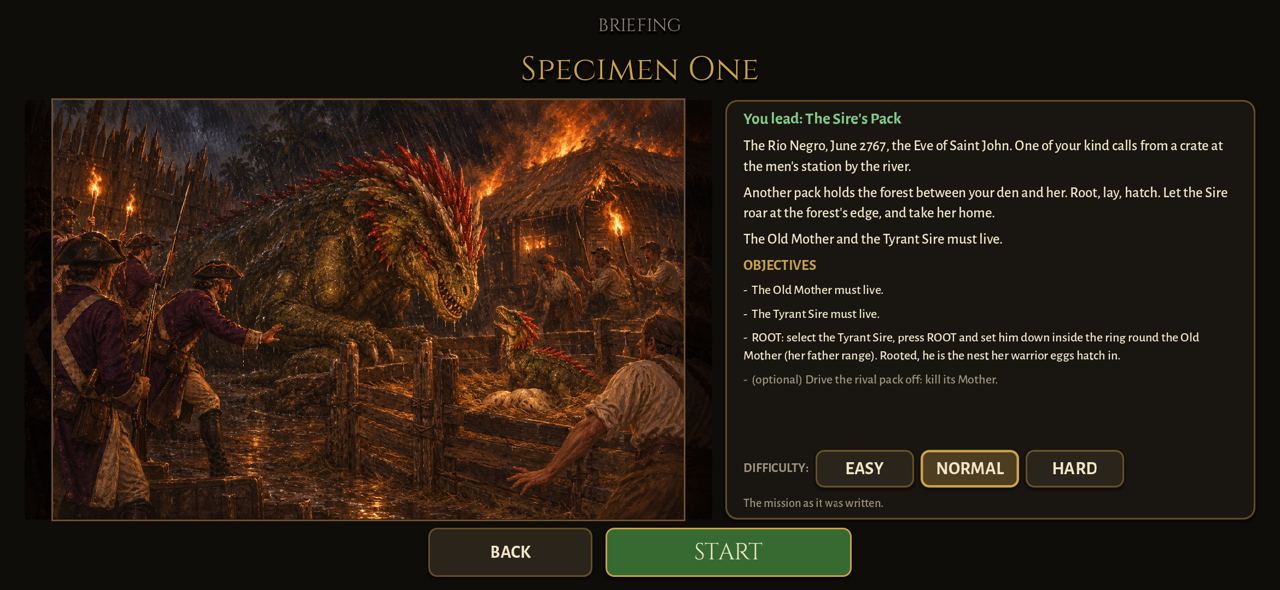 BRIEFING
Specimen One
You lead: The Sire's Pack
The Rio Negro, June 2767, the Eve of Saint John. One of your kind calls from a crate at
the men's station by the river.
Another pack holds the forest between your den and her. Root, lay, hatch. Let the Sire
roar at the forest's edge, and take her home.
The Old Mother and the Tyrant Sire must live.
OBJECTIVES
- The Old Mother must live.
- The Tyrant Sire must live.
- ROOT: select the Tyrant Sire, press ROOT and set him down inside the ring round the Old
Mother (her father range). Rooted, he is the nest her warrior eggs hatch in.
- (optional) Drive the rival pack off: kill its Mother.
DIFFICULTY: EASY NORMAL HARD
The mission as it was written.
BACK START